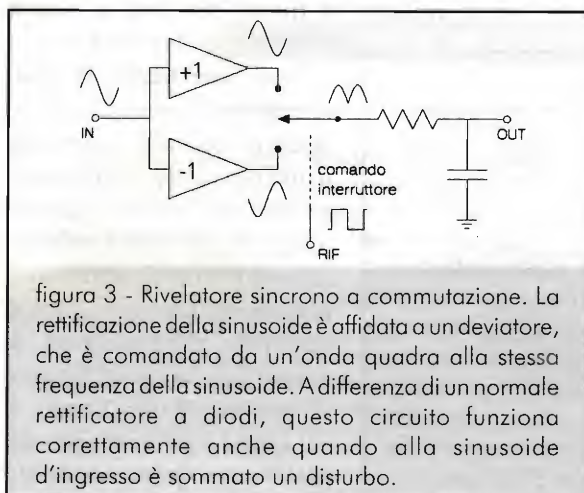 +1
IN
-1
OUT
comando
interruttore
RIF
figura 3 - Rivelatore sincrono a commutazione. La
rettificazione della sinusoide è affidata a un deviatore,
che è comandato da un'onda quadra alla stessa
frequenza della sinusoide. A differenza di un normale
rettificatore a diodi, questo circuito funziona
correttamente anche quando alla sinusoide
d'ingresso è sommato un disturbo.